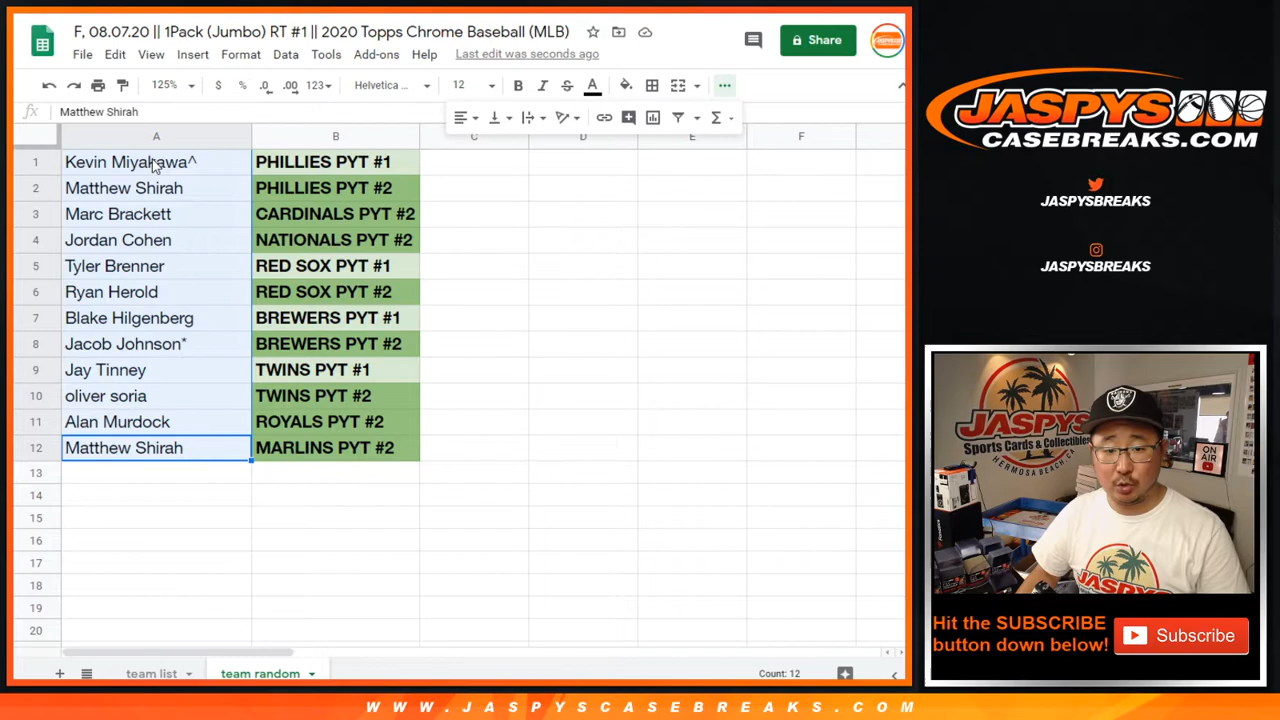 F, 08.07.20 || 1Pack (Jumbo) RT #1 || 2020 Topps Chrome Baseball (MLB)
File Edit View Insert Format Data Tools Add-ons Help Last edit was seconds ago
Share
125% $ % .0 .00 123 Helvetica ... 12 B I S A
fx Matthew Shirah
A B C D E F
1 Kevin Miyakawa^ PHILLIES PYT #1
2 Matthew Shirah PHILLIES PYT #2
3 Marc Brackett CARDINALS PYT #2
4 Jordan Cohen NATIONALS PYT #2
5 Tyler Brenner RED SOX PYT #1
6 Ryan Herold RED SOX PYT #2
7 Blake Hilgenberg BREWERS PYT #1
8 Jacob Johnson* BREWERS PYT #2
9 Jay Tinney TWINS PYT #1
10 oliver soria TWINS PYT #2
11 Alan Murdock ROYALS PYT #2
12 Matthew Shirah MARLINS PYT #2
13
14
15
16
17
18
19
20
team list team random Count: 12
JASPYS
CASEBREAKS.COM
JASPYSBREAKS
JASPYSBREAKS
JASPYS
Sports Cards & Collectibles
HERMOSA BEACH, CA
ON AIR
JASPYS
Hit the SUBSCRIBE
button down below!
Subscribe
WWW.JASPYSCASEBREAKS.COM